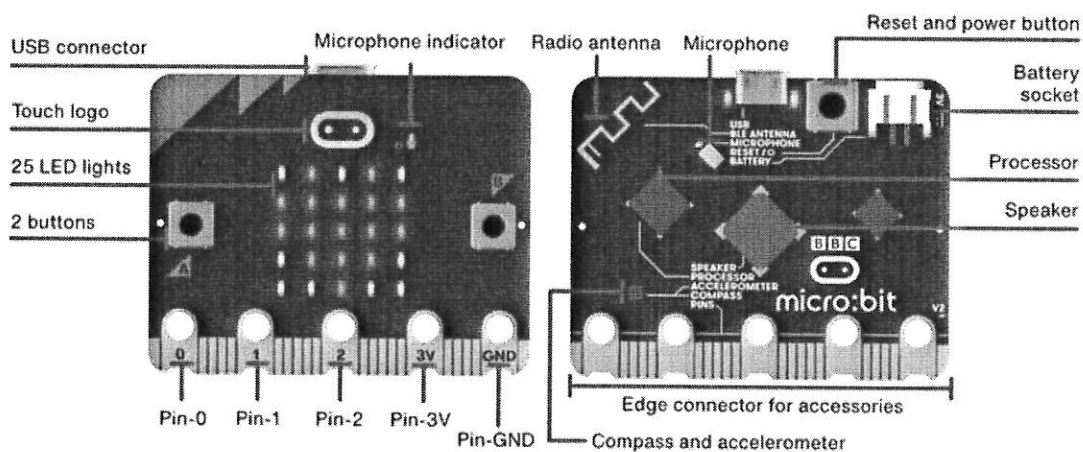 USB connector
Microphone indicator
Radio antenna
Microphone
Reset and power button
Battery
socket
Touch logo
25 LED lights
2 buttons
Processor
Speaker
B
A
USB
BLE ANTENNA
MICROPHONE
RESET / O
BATTERY
3V
BBC
SPEAKER
PROCESSOR
ACCELEROMETER
COMPASS
PINS
micro:bit
V2
0 1 2 3V GND
Pin-0
Pin-1
Pin-2
Pin-3V
Pin-GND
Edge connector for accessories
Compass and accelerometer